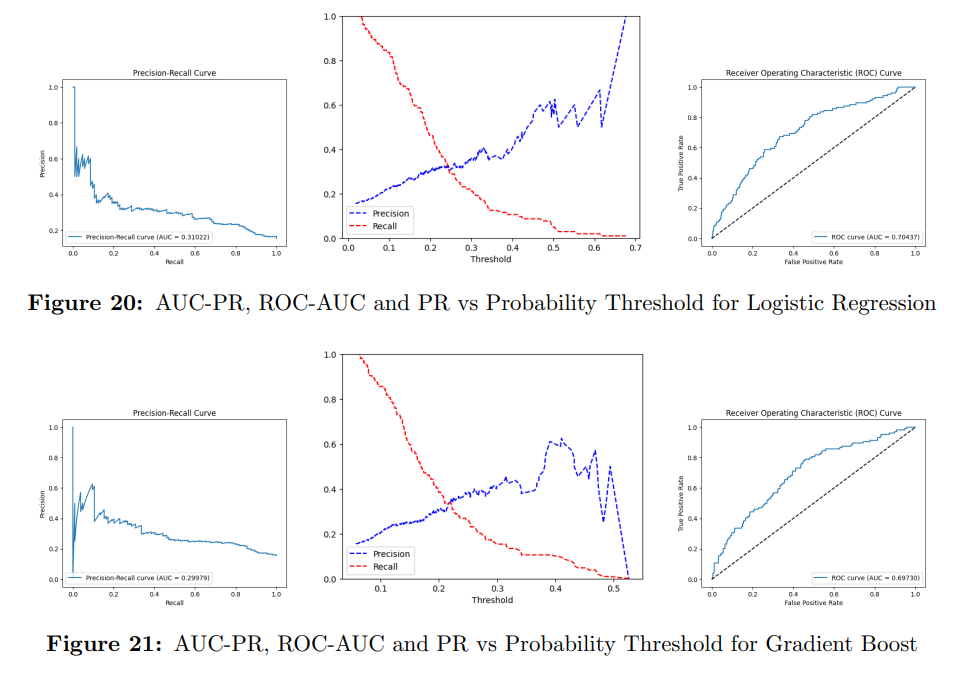 Precision-Recall Curve
1.0
0.8
0.6
0.4
0.2
Precision
Precision-Recall curve (AUC = 0.31022)
0.0 0.2 0.4 0.6 0.8 1.0
Recall
1.0
0.8
0.6
0.4
0.2
0.0
Precision
Recall
0.0 0.1 0.2 0.3 0.4 0.5 0.6 0.7
Threshold
Receiver Operating Characteristic (ROC) Curve
1.0
0.8
0.6
0.4
0.2
0.0
True Positive Rate
ROC curve (AUC = 0.70437)
0.0 0.2 0.4 0.6 0.8 1.0
False Positive Rate
Figure 20: AUC-PR, ROC-AUC and PR vs Probability Threshold for Logistic Regression
Precision-Recall Curve
1.0
0.8
0.6
0.4
0.2
0.0
Precision
Precision-Recall curve (AUC = 0.29979)
0.0 0.2 0.4 0.6 0.8 1.0
Recall
1.0
0.8
0.6
0.4
0.2
0.0
Precision
Recall
0.1 0.2 0.3 0.4 0.5
Threshold
Receiver Operating Characteristic (ROC) Curve
1.0
0.8
0.6
0.4
0.2
0.0
True Positive Rate
ROC curve (AUC = 0.69730)
0.0 0.2 0.4 0.6 0.8 1.0
False Positive Rate
Figure 21: AUC-PR, ROC-AUC and PR vs Probability Threshold for Gradient Boost